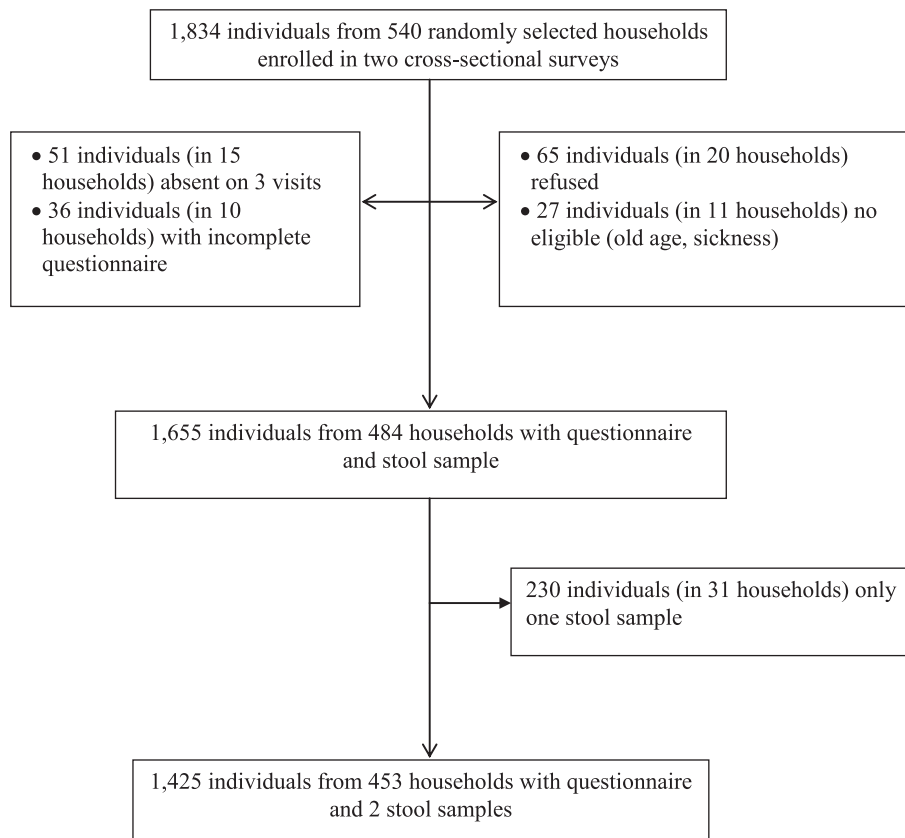 1,834 individuals from 540 randomly selected households
enrolled in two cross-sectional surveys
• 51 individuals (in 15
households) absent on 3 visits
• 36 individuals (in 10
households) with incomplete
questionnaire
• 65 individuals (in 20 households)
refused
• 27 individuals (in 11 households) no
eligible (old age, sickness)
1,655 individuals from 484 households with questionnaire
and stool sample
230 individuals (in 31 households) only
one stool sample
1,425 individuals from 453 households with questionnaire
and 2 stool samples